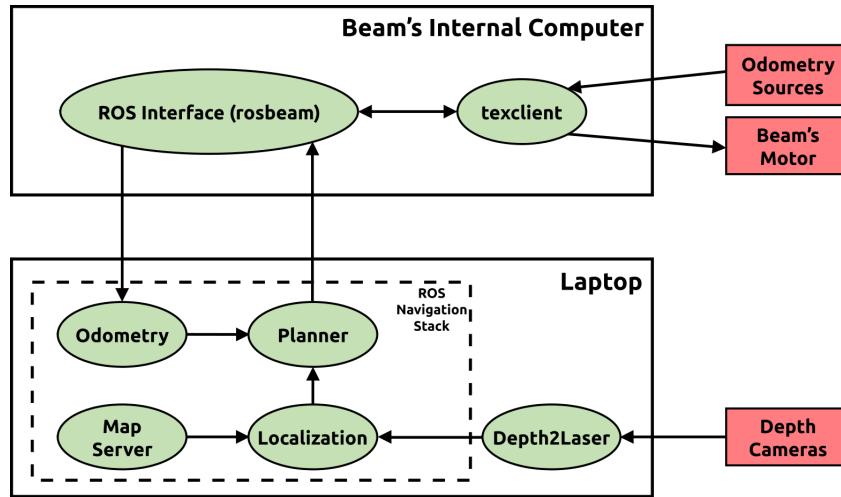 Beam's Internal Computer
ROS Interface (rosbeam)
texclient
Odometry
Sources
Beam's
Motor
Laptop
ROS
Navigation
Stack
Odometry
Planner
Map
Server
Localization
Depth2Laser
Depth
Cameras